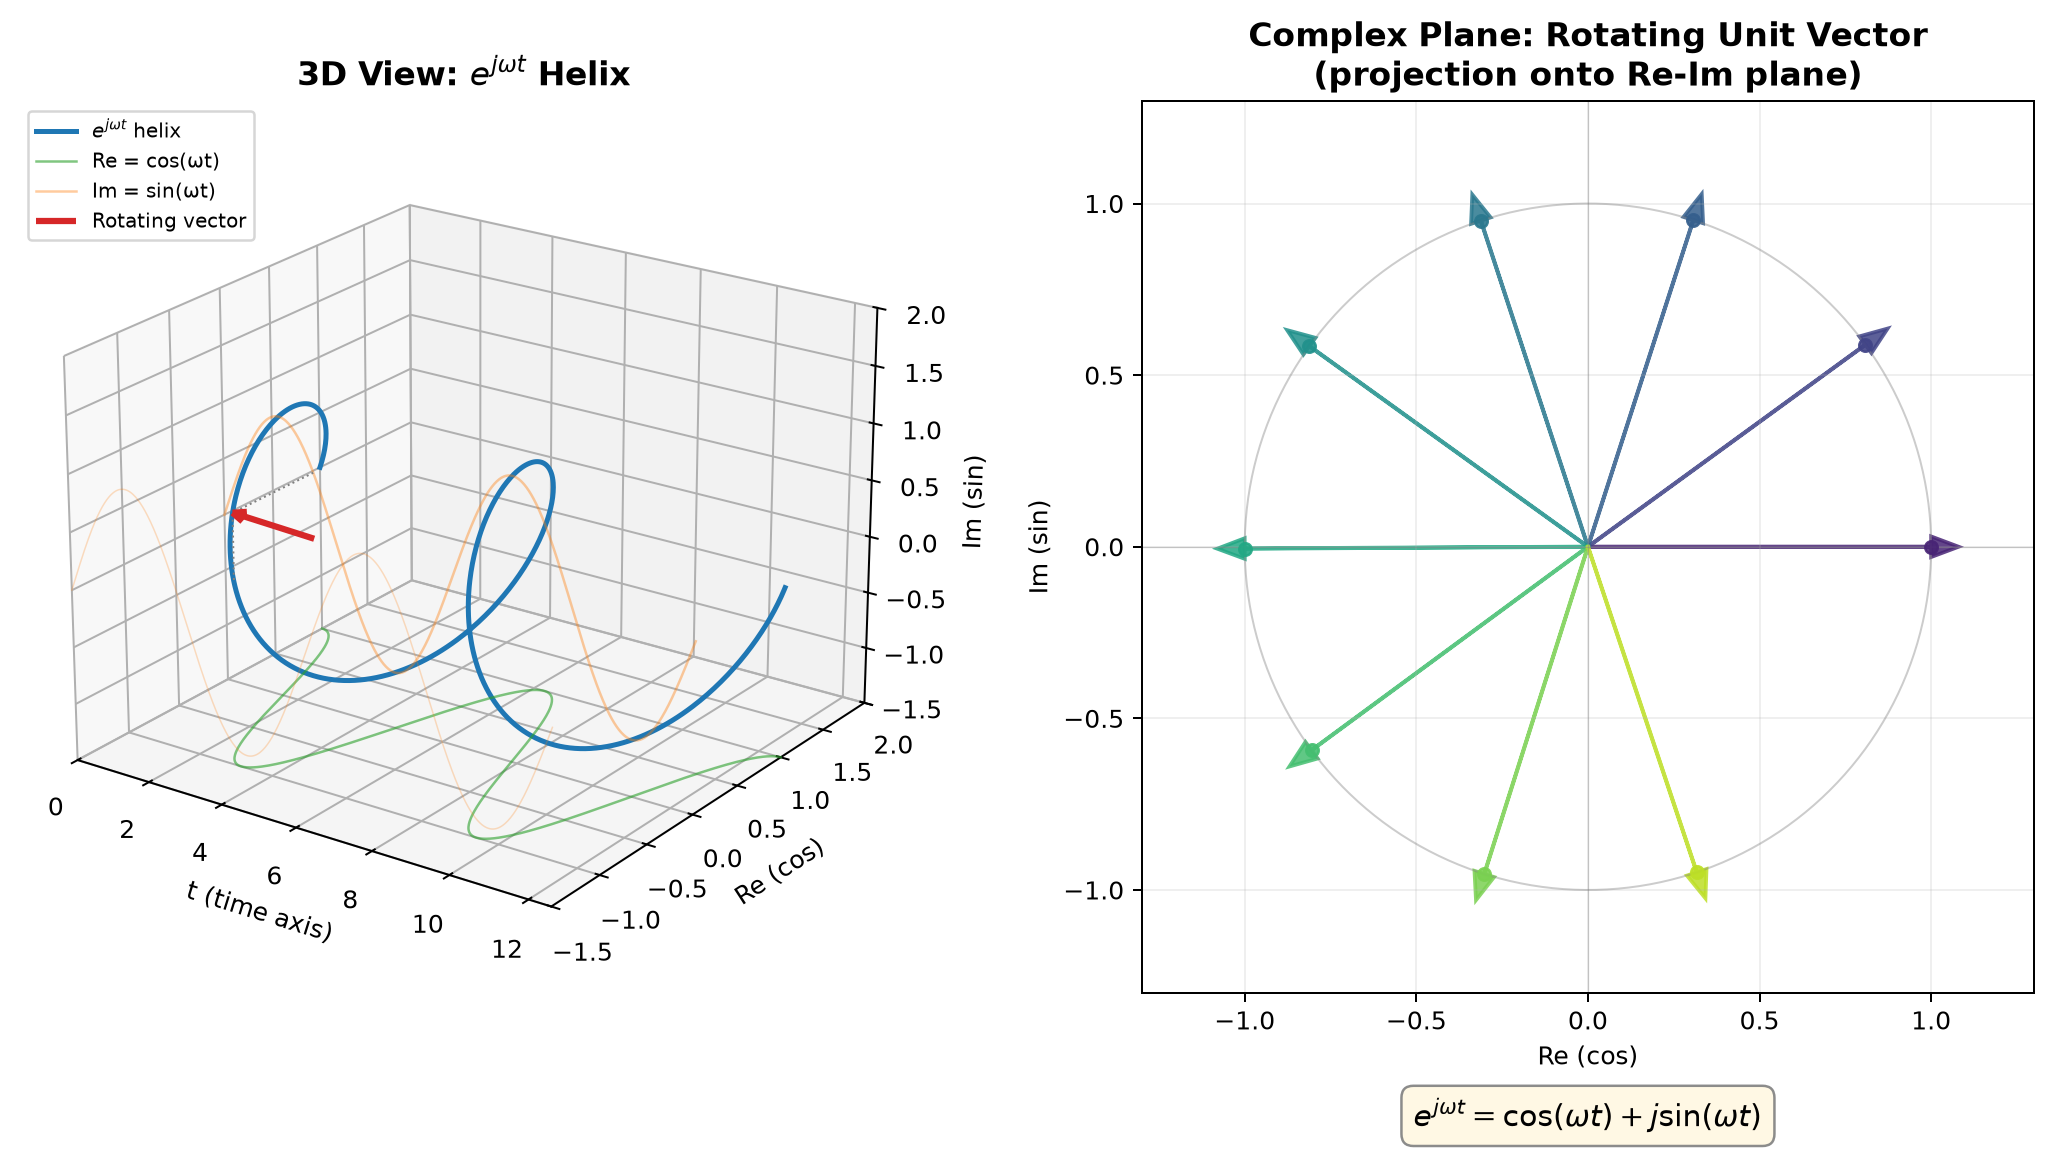 3D View: $e^{jωt}$ Helix
$e^{jωt}$ helix
Re = cos(ωt)
Im = sin(ωt)
Rotating vector
2.0
1.5
1.0
0.5
0.0
−0.5
−1.0
−1.5
Im (sin)
2.0
1.5
1.0
0.5
0.0
−0.5
−1.0
−1.5
Re (cos)
0
2
4
6
8
10
12
t (time axis)
Complex Plane: Rotating Unit Vector
(projection onto Re-Im plane)
1.0
0.5
0.0
−0.5
−1.0
Im (sin)
−1.0 −0.5 0.0 0.5 1.0
Re (cos)
$e^{jωt} = cos(ωt) + jsin(ωt)$